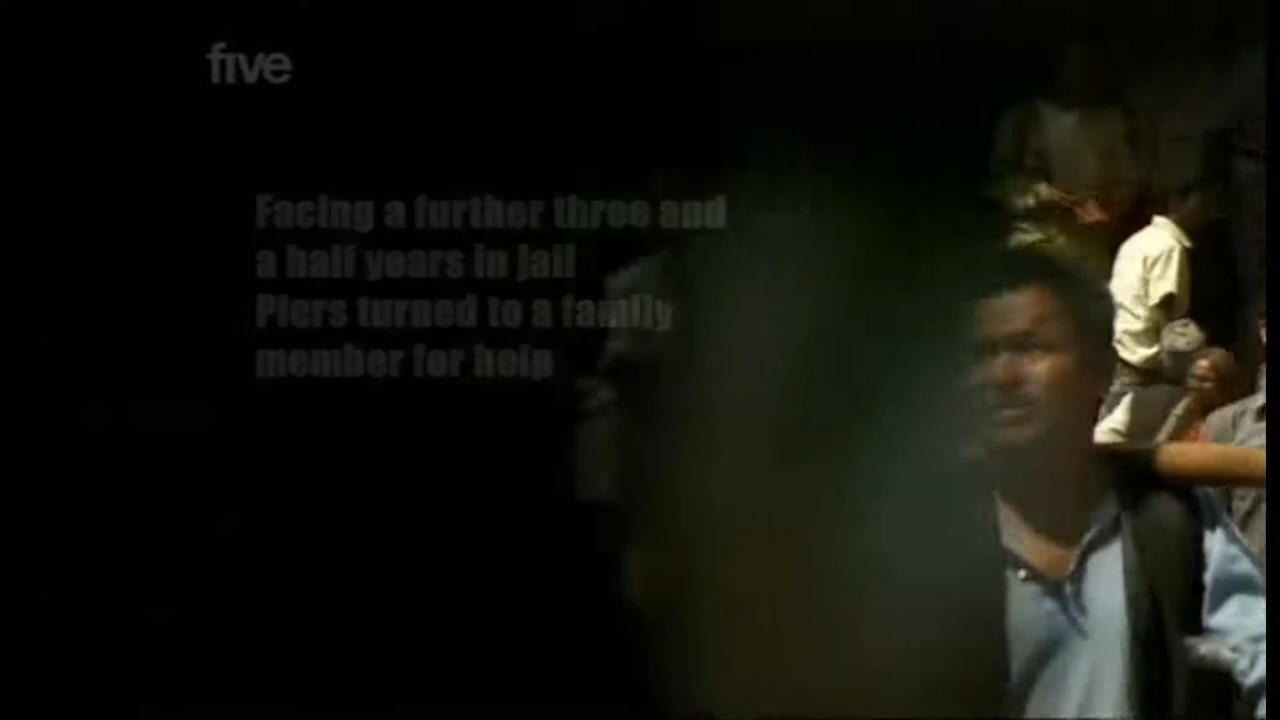 five
Facing a further three and
a half years in jail
Piers turned to a family
member for help